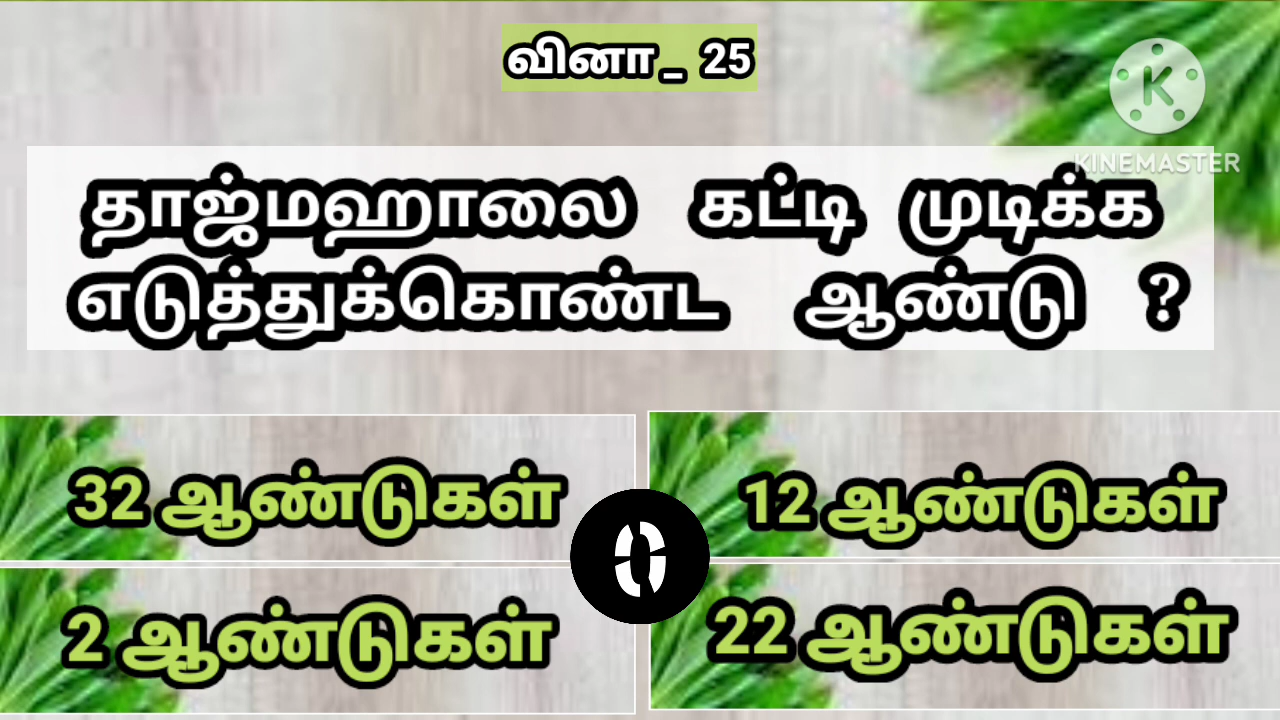 வினா_ 25
KINEMASTER
தாஜ்மஹாலை கட்டி முடிக்க
எடுத்துக்கொண்ட ஆண்டு ?
32 ஆண்டுகள்
12 ஆண்டுகள்
0
2 ஆண்டுகள்
22 ஆண்டுகள்